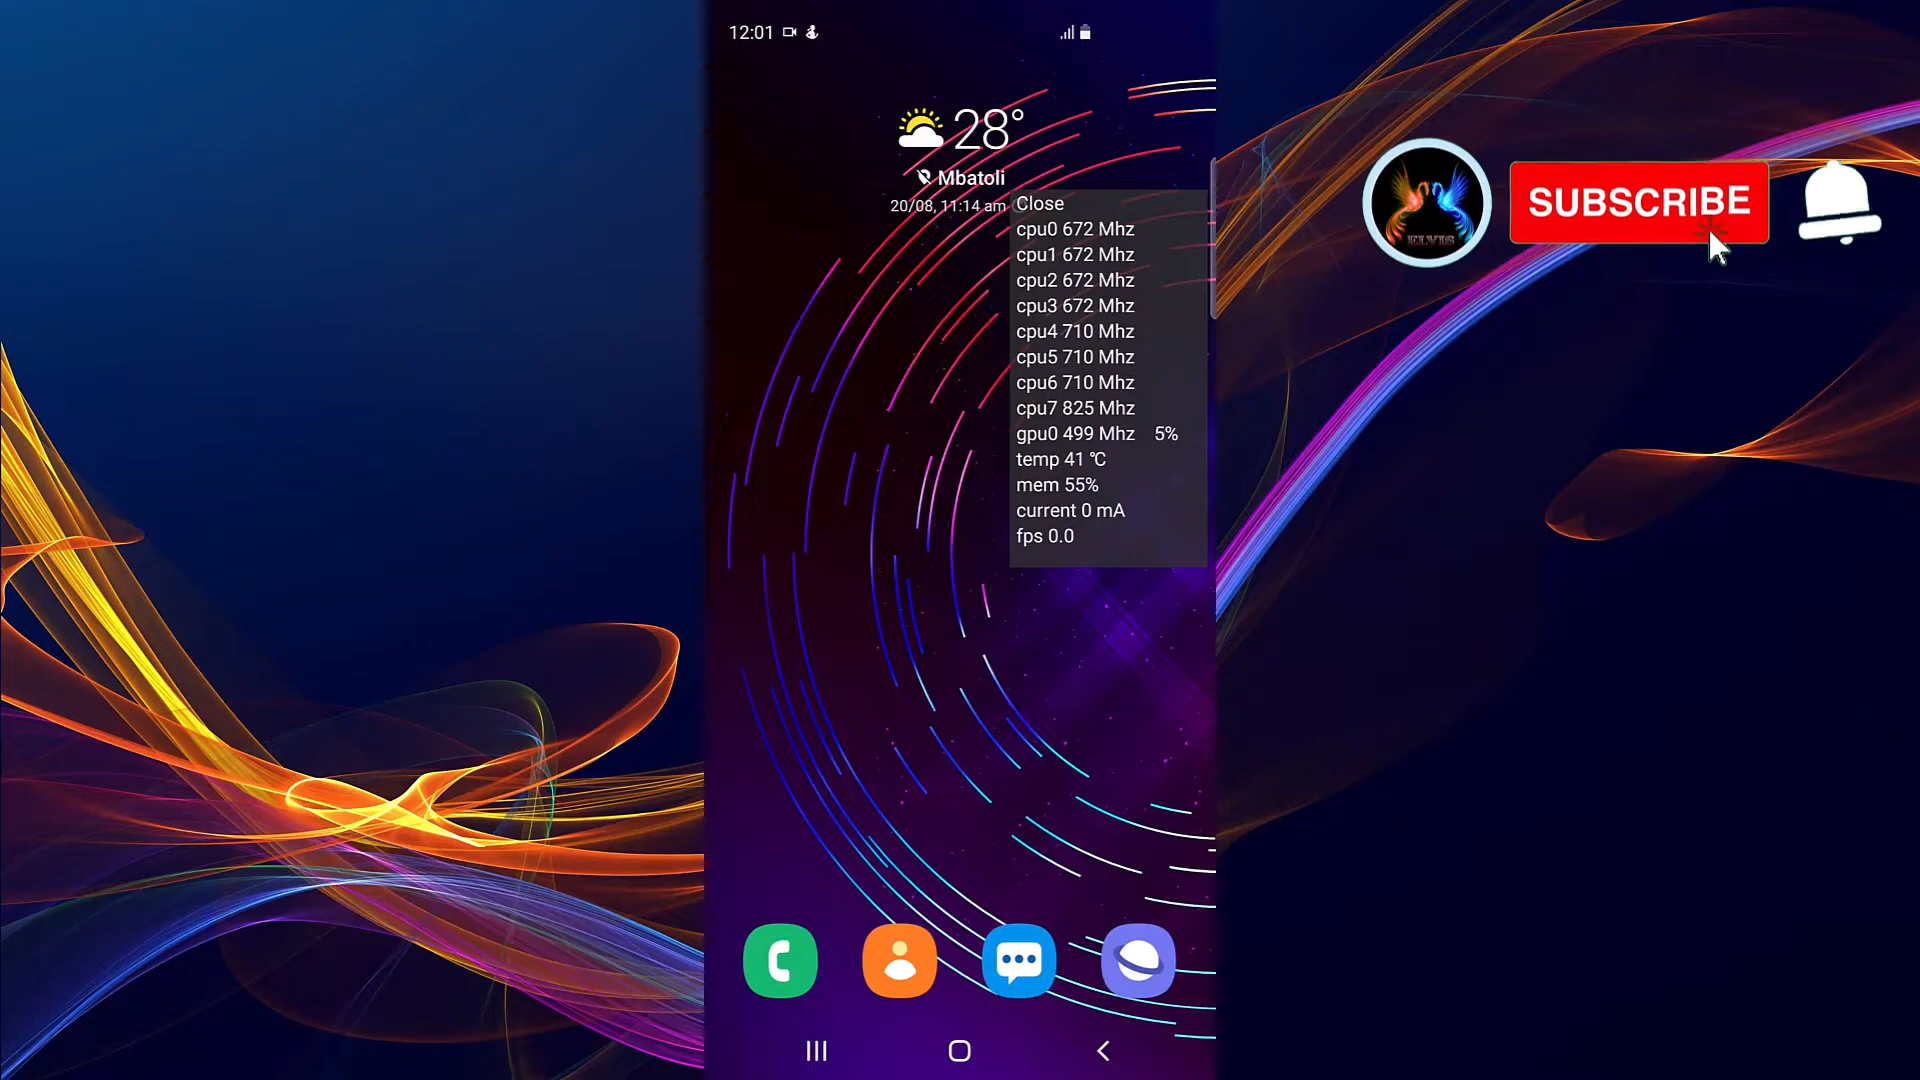 12:01
28°
Mbatoli
20/08, 11:14 am
Close
cpu0 672 Mhz
cpu1 672 Mhz
cpu2 672 Mhz
cpu3 672 Mhz
cpu4 710 Mhz
cpu5 710 Mhz
cpu6 710 Mhz
cpu7 825 Mhz
gpu0 499 Mhz 5%
temp 41 ℃
mem 55%
current 0 mA
fps 0.0
ELVIS
SUBSCRIBE